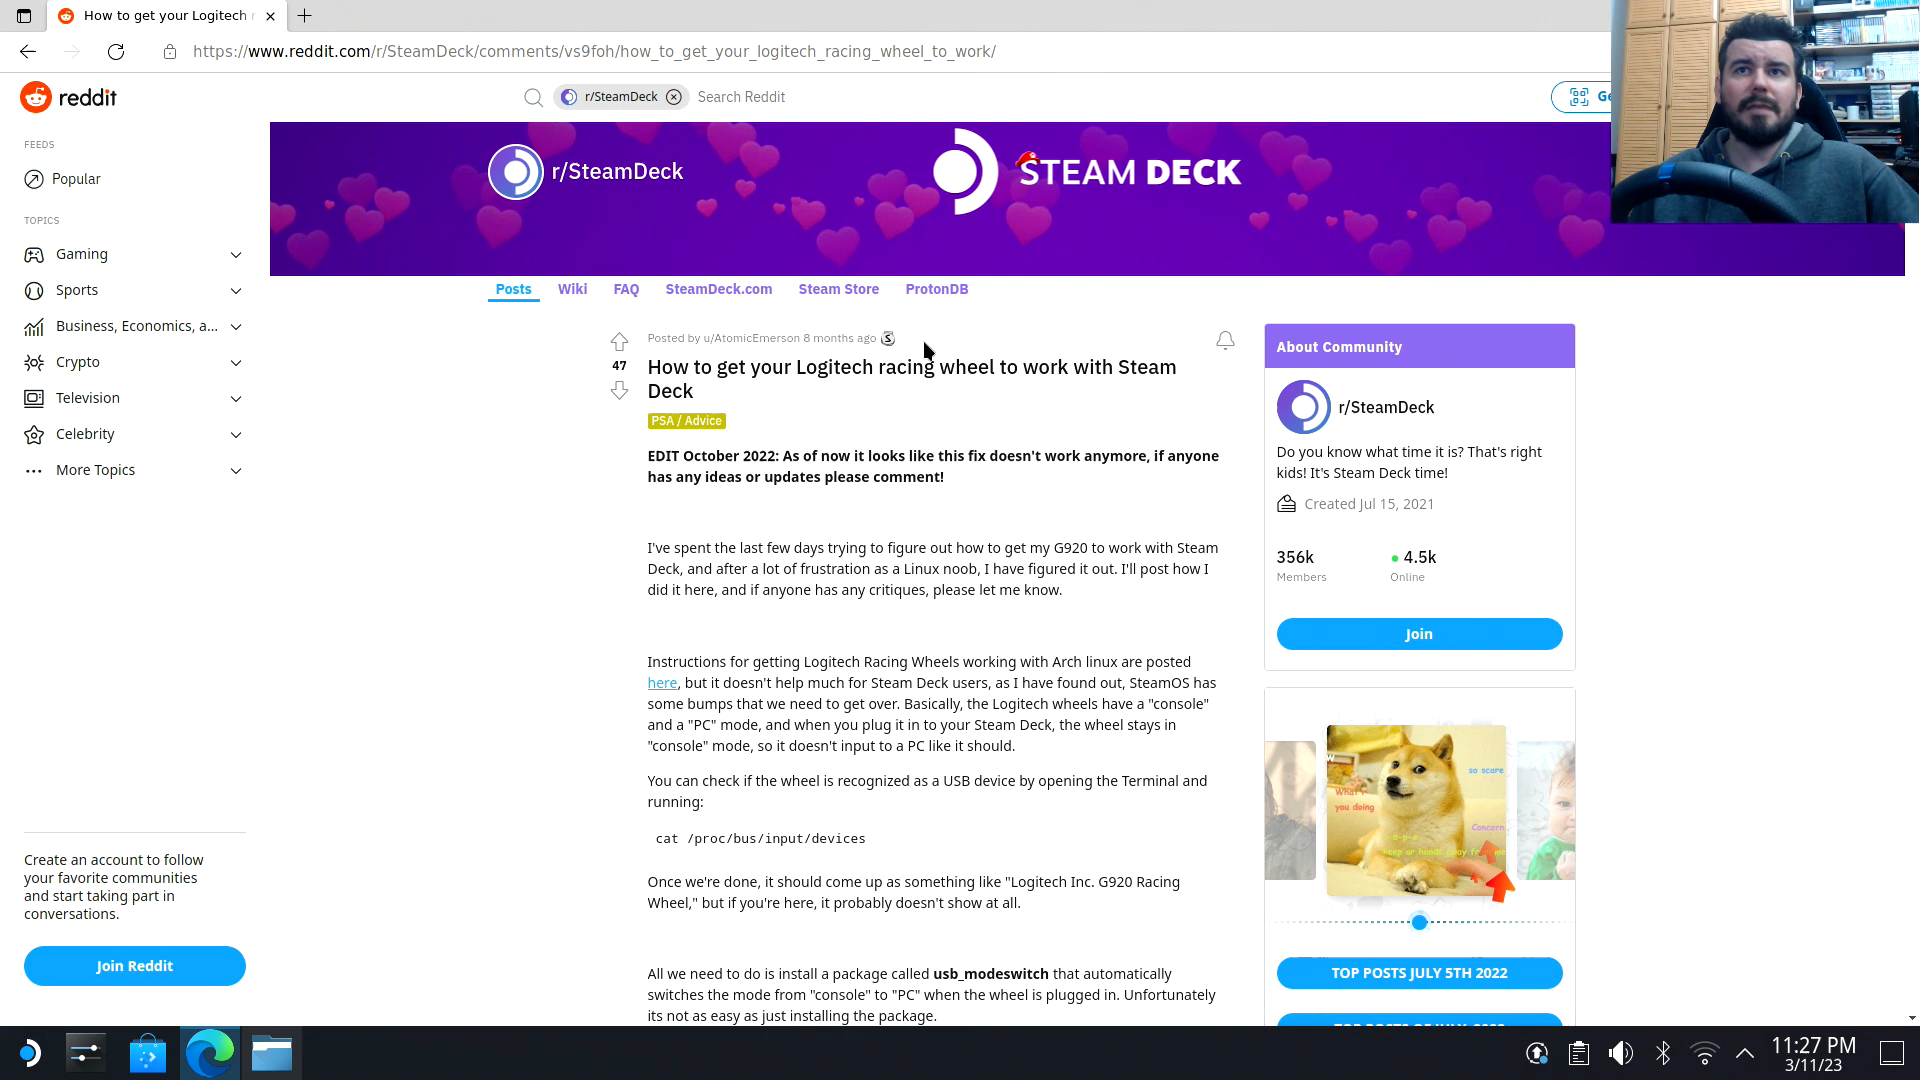 How to get your Logitech r
https://www.reddit.com/r/SteamDeck/comments/vs9foh/how_to_get_your_logitech_racing_wheel_to_work/
reddit
r/SteamDeck
Search Reddit
Ge
FEEDS
Popular
TOPICS
Gaming
Sports
Business, Economics, a...
Crypto
Television
Celebrity
More Topics
Create an account to follow
your favorite communities
and start taking part in
conversations.
Join Reddit
r/SteamDeck
STEAM DECK
Posts Wiki FAQ SteamDeck.com Steam Store ProtonDB
47
Posted by u/AtomicEmerson 8 months ago
How to get your Logitech racing wheel to work with Steam
Deck
PSA / Advice
EDIT October 2022: As of now it looks like this fix doesn't work anymore, if anyone
has any ideas or updates please comment!
I've spent the last few days trying to figure out how to get my G920 to work with Steam
Deck, and after a lot of frustration as a Linux noob, I have figured it out. I'll post how I
did it here, and if anyone has any critiques, please let me know.
Instructions for getting Logitech Racing Wheels working with Arch linux are posted
here, but it doesn't help much for Steam Deck users, as I have found out, SteamOS has
some bumps that we need to get over. Basically, the Logitech wheels have a "console"
and a "PC" mode, and when you plug it in to your Steam Deck, the wheel stays in
"console" mode, so it doesn't input to a PC like it should.
You can check if the wheel is recognized as a USB device by opening the Terminal and
running:
cat /proc/bus/input/devices
Once we're done, it should come up as something like "Logitech Inc. G920 Racing
Wheel," but if you're here, it probably doesn't show at all.
All we need to do is install a package called usb_modeswitch that automatically
switches the mode from "console" to "PC" when the wheel is plugged in. Unfortunately
its not as easy as just installing the package.
About Community
r/SteamDeck
Do you know what time it is? That's right
kids! It's Steam Deck time!
Created Jul 15, 2021
356k
Members
4.5k
Online
Join
so scare
What r
you doing
Concern
TOP POSTS JULY 5TH 2022
11:27 PM
3/11/23